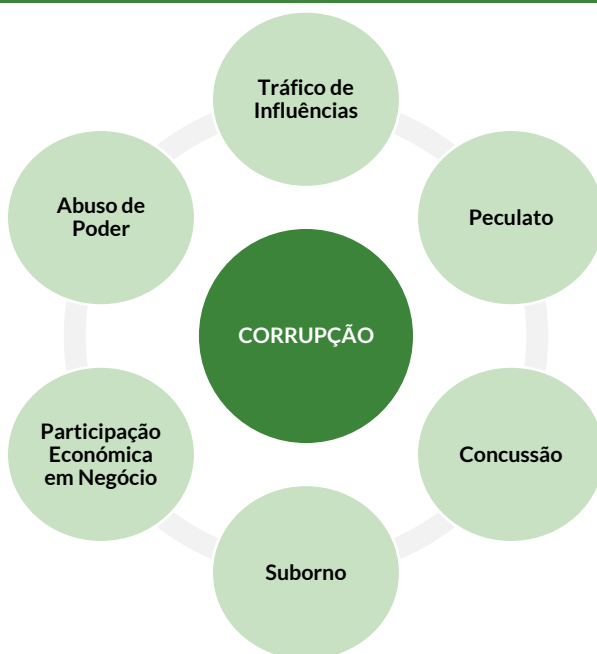 Tráfico de
Influências
Abuso de
Poder
Peculato
CORRUPÇÃO
Participação
Económica
em Negócio
Concussão
Suborno